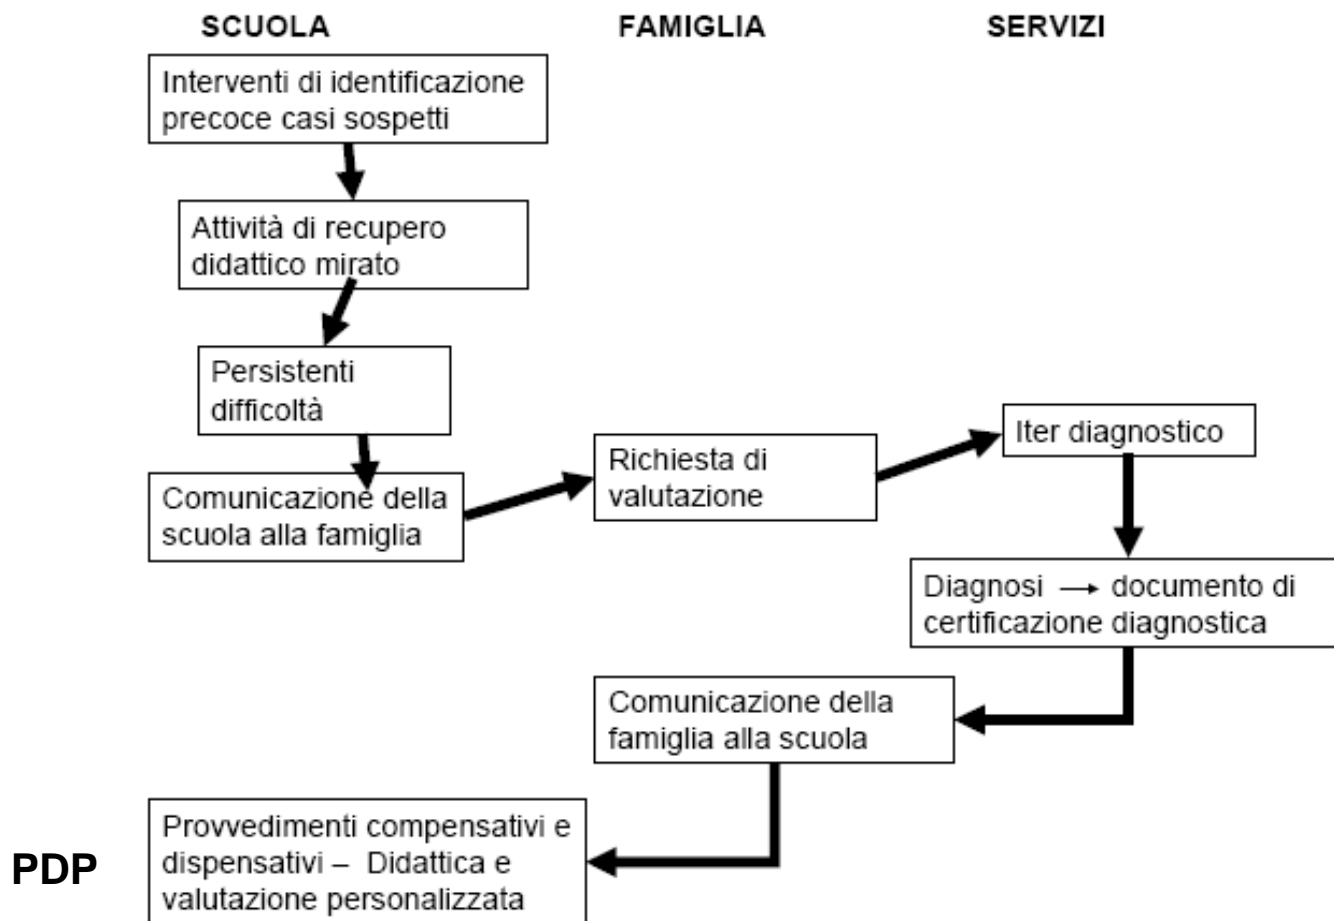 SCUOLA
FAMIGLIA
SERVIZI
Interventi di identificazione
precoce casi sospetti
Attività di recupero
didattico mirato
Persistenti
difficoltà
Comunicazione della
scuola alla famiglia
Richiesta di
valutazione
Iter diagnostico
Diagnosi → documento di
certificazione diagnostica
Comunicazione della
famiglia alla scuola
PDP
Provvedimenti compensativi e
dispensativi – Didattica e
valutazione personalizzata